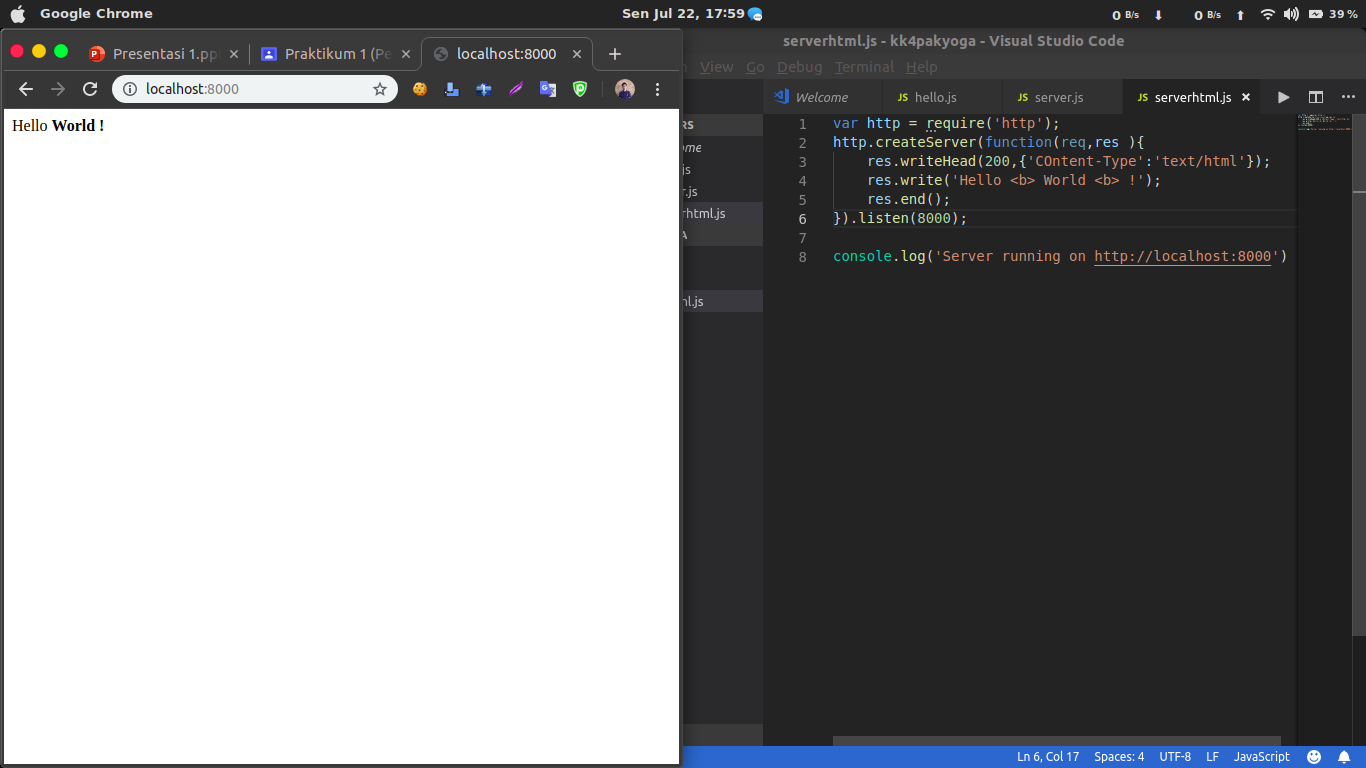 Google Chrome
Sen Jul 22, 17:59
0 B/s
0 B/s
39 %
Presentasi 1.pp
Praktikum 1 (Pe
localhost:8000
localhost:8000
Hello World !
serverhtml.js - kk4pakyoga - Visual Studio Code
View Go Debug Terminal Help
Welcome
JS hello.js
JS server.js
JS serverhtml.js
RS
ome
.js
r.js
rhtml.js
A
ml.js
1 var http = require('http');
2 http.createServer(function(req,res ){
3 res.writeHead(200,{'COntent-Type':'text/html'});
4 res.write('Hello <b> World <b> !');
5 res.end();
6 }).listen(8000);
7
8 console.log('Server running on http://localhost:8000')
Ln 6, Col 17 Spaces: 4 UTF-8 LF JavaScript